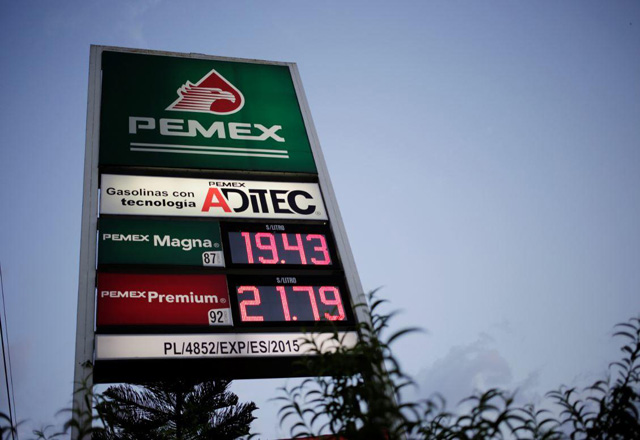 PEMEX
Gasolinas con
tecnología
PEMEX
ADITEC
PEMEX Magna®
87
S/LITRO
19.43
PEMEX Premium®
92
S/LITRO
21.79
PL/4852/EXP/ES/2015